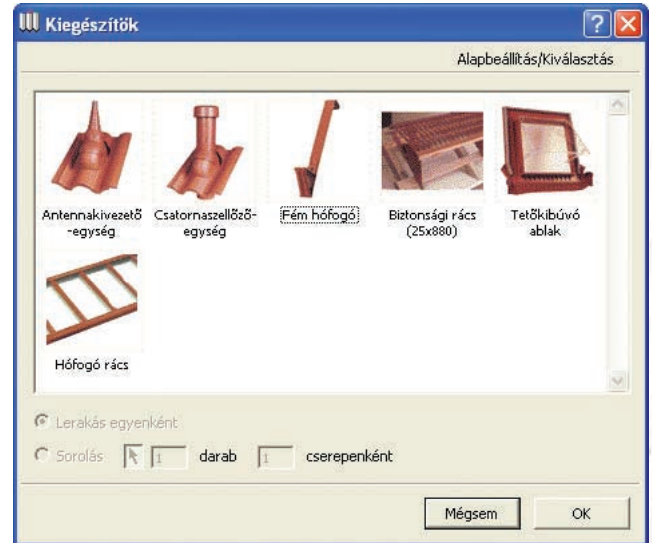 Kiegészítők
Alapbeállítás/Kiválasztás
Antennakivezető
-egység
Csatornaszellőző-
egység
Fém hófogó
Biztonsági rács
(25x880)
Tetőkibúvó
ablak
Hófogó rács
Lerakás egyenként
Sorolás 1 darab 1 cserepenként
Mégsem OK